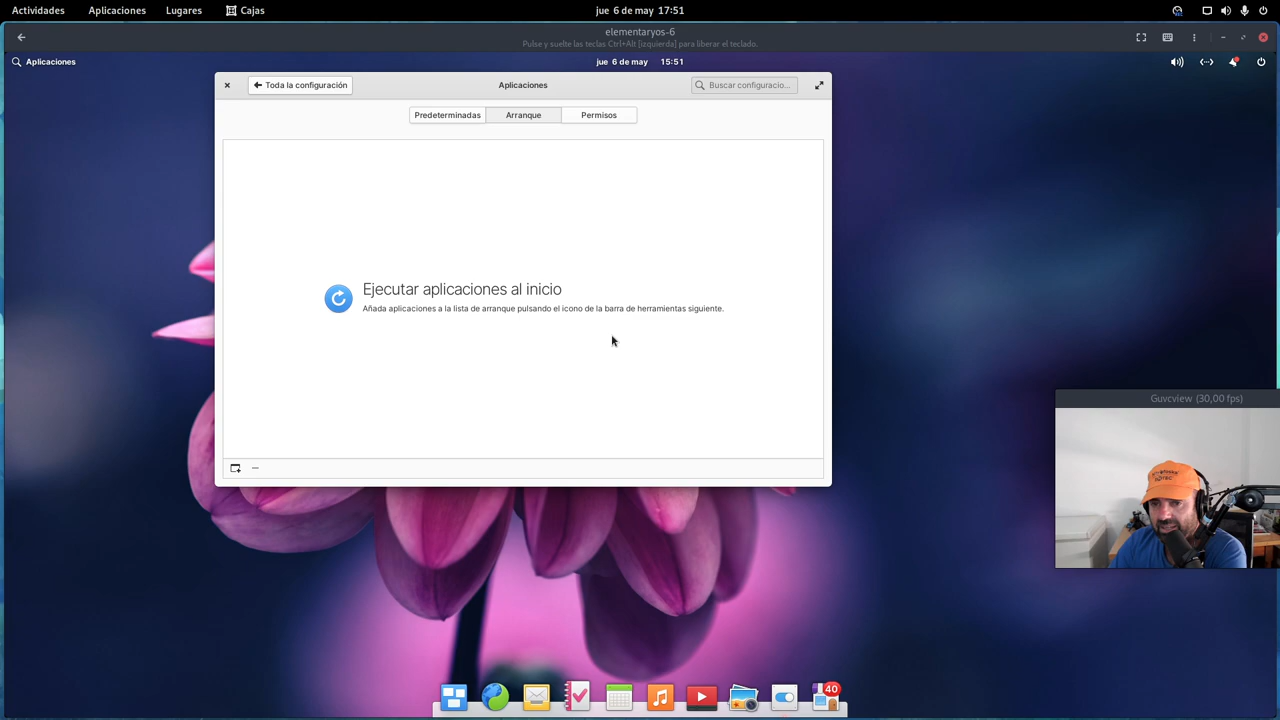 Actividades Aplicaciones Lugares Cajas jue 6 de may 17:51
elementaryos-6
Pulse y suelte las teclas Ctrl+Alt [izquierda] para liberar el teclado.
Aplicaciones jue 6 de may 15:51
Toda la configuración Aplicaciones Buscar configuracio...
Predeterminadas Arranque Permisos
Ejecutar aplicaciones al inicio
Añada aplicaciones a la lista de arranque pulsando el icono de la barra de herramientas siguiente.
Guvcview (30,00 fps)
40